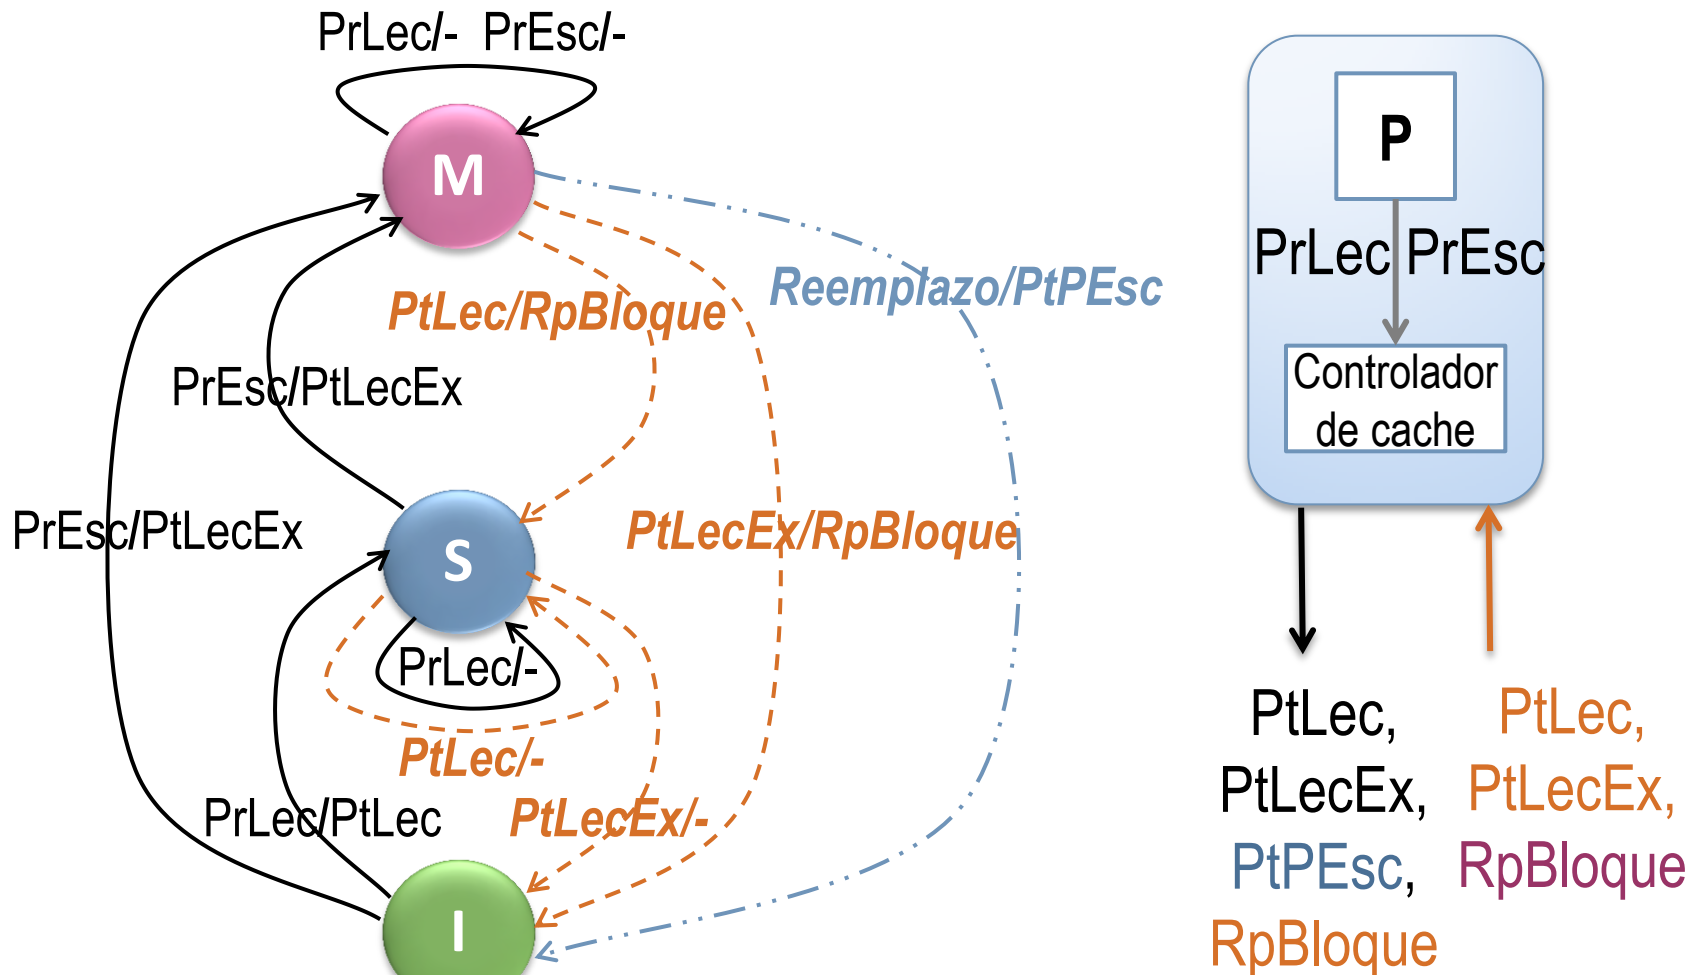 PrLec/- PrEsc/-
M
Reemplazo/PtPEsc
PtLec/RpBloque
PrEsc/PtLecEx
PrEsc/PtLecEx
PtLecEx/RpBloque
S
PrLec/-
PtLec/-
PrLec/PtLec
PtLecEx/-
I
P
PrLec PrEsc
Controlador
de cache
PtLec,
PtLecEx,
PtPEsc,
RpBloque
PtLec,
PtLecEx,
RpBloque